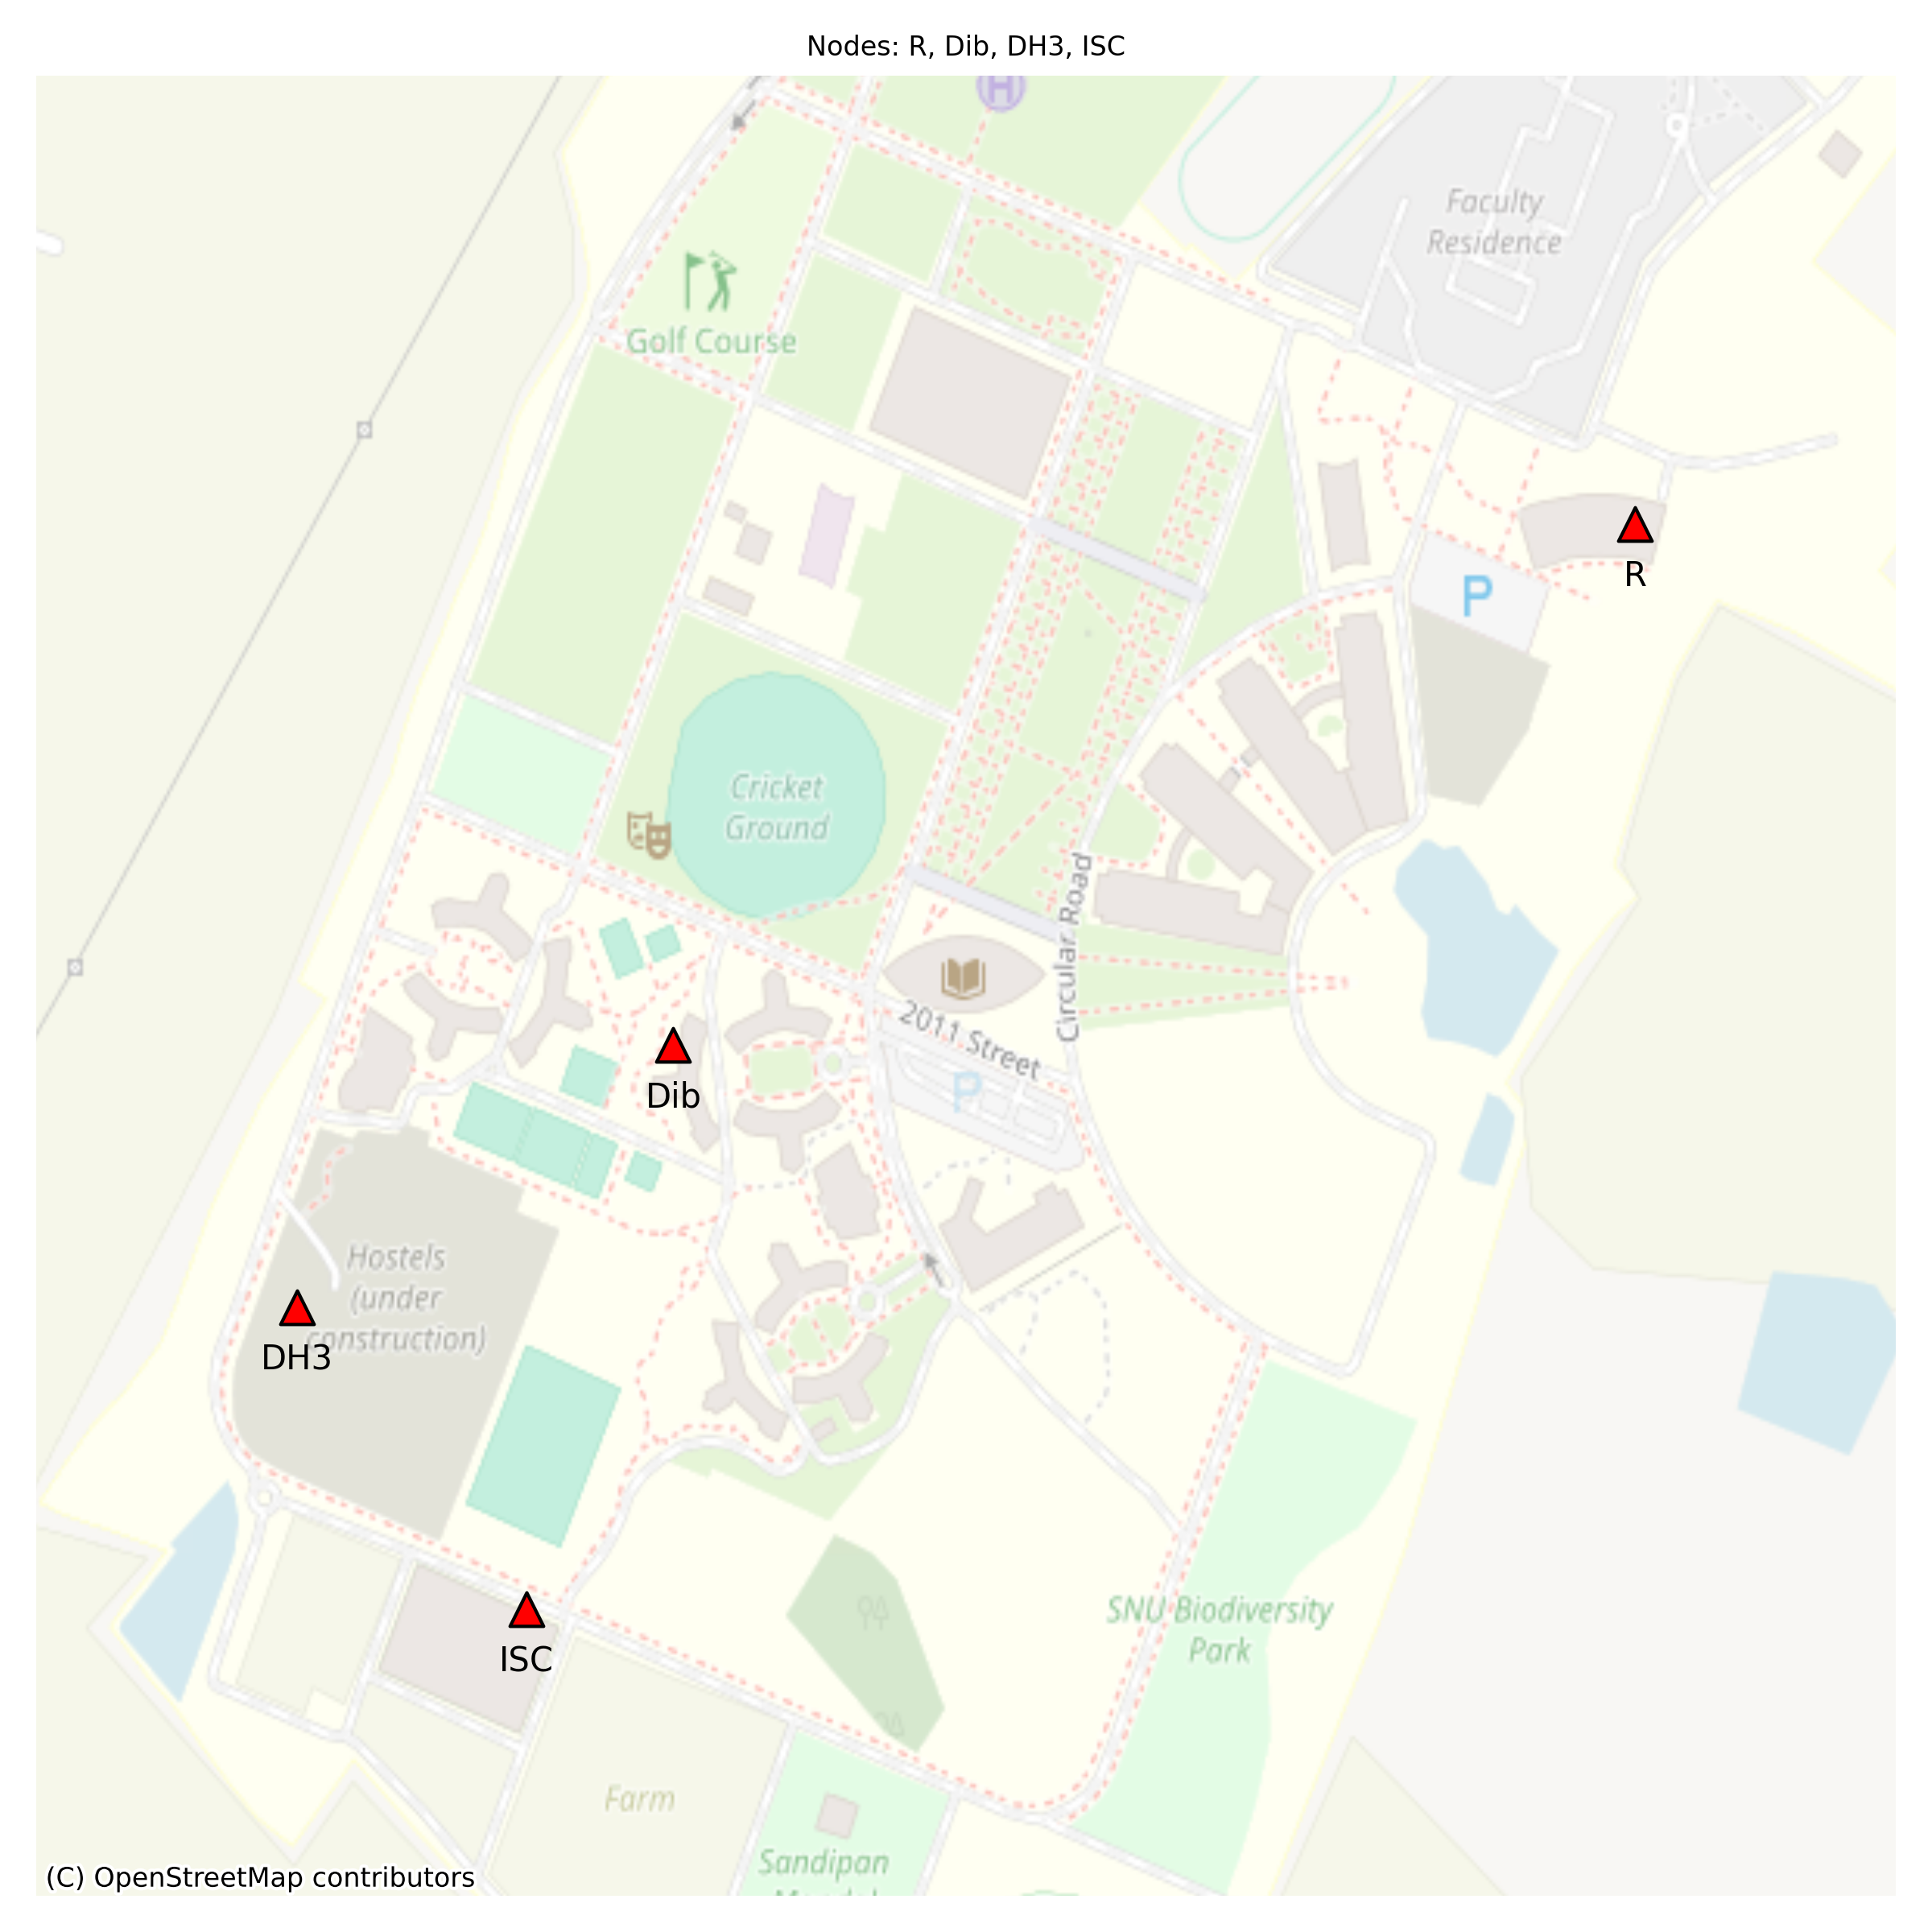 Nodes: R, Dib, DH3, ISC
H
Faculty
Residence
Golf Course
R
P
Cricket
Ground
Circular Road
2011 Street
P
Dib
Hostels
(under
construction)
DH3
ISC
SNU Biodiversity
Park
Farm
Sandipan
(C) OpenStreetMap contributors